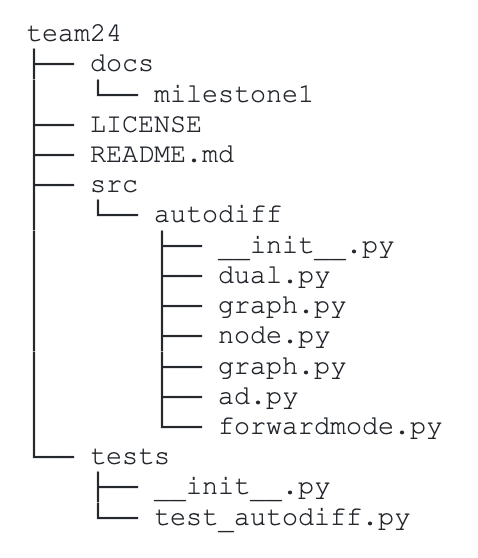 team24
├── docs
│   └── milestone1
├── LICENSE
├── README.md
├── src
│   └── autodiff
│       ├── __init__.py
│       ├── dual.py
│       ├── graph.py
│       ├── node.py
│       ├── graph.py
│       ├── ad.py
│       └── forwardmode.py
└── tests
    ├── __init__.py
    └── test_autodiff.py